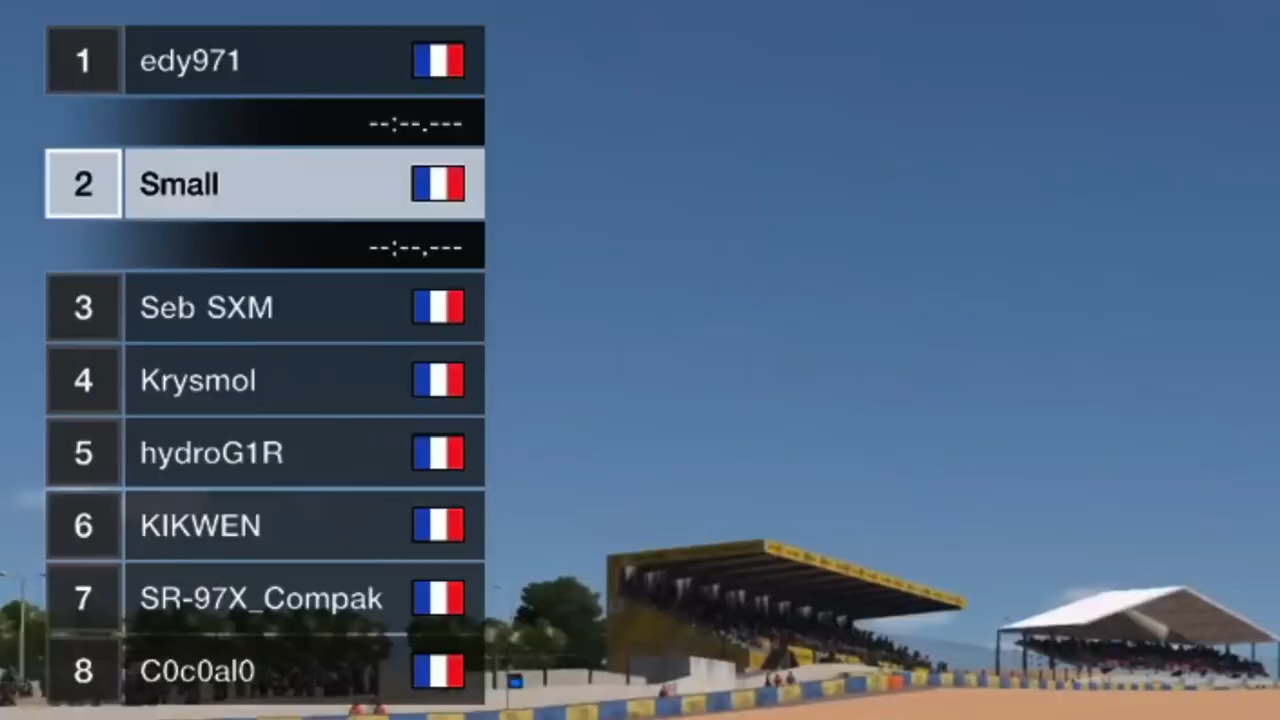 1 edy971
--:--.---
2 Small
--:--.---
3 Seb SXM
4 Krysmol
5 hydroG1R
6 KIKWEN
7 SR-97X_Compak
8 C0c0al0